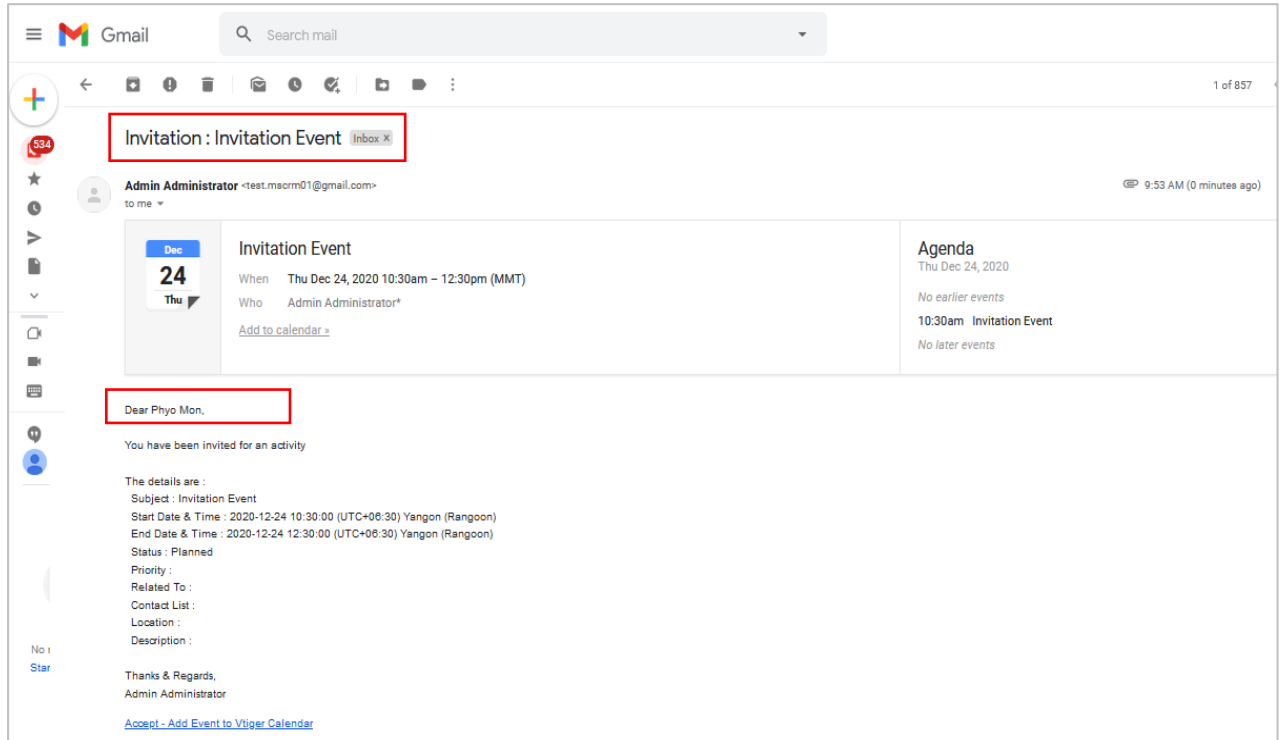 Gmail
Search mail
1 of 857
Invitation : Invitation Event Inbox x
534
Admin Administrator <test.mscrm01@gmail.com>
9:53 AM (0 minutes ago)
to me
Dec
24
Thu
Invitation Event
When Thu Dec 24, 2020 10:30am – 12:30pm (MMT)
Who Admin Administrator*
Add to calendar »
Agenda
Thu Dec 24, 2020
No earlier events
10:30am Invitation Event
No later events
Dear Phyo Mon,
You have been invited for an activity
The details are :
Subject : Invitation Event
Start Date & Time : 2020-12-24 10:30:00 (UTC+06:30) Yangon (Rangoon)
End Date & Time : 2020-12-24 12:30:00 (UTC+06:30) Yangon (Rangoon)
Status : Planned
Priority :
Related To :
Contact List :
Location :
Description :
No r
Star
Thanks & Regards,
Admin Administrator
Accept - Add Event to Vtiger Calendar